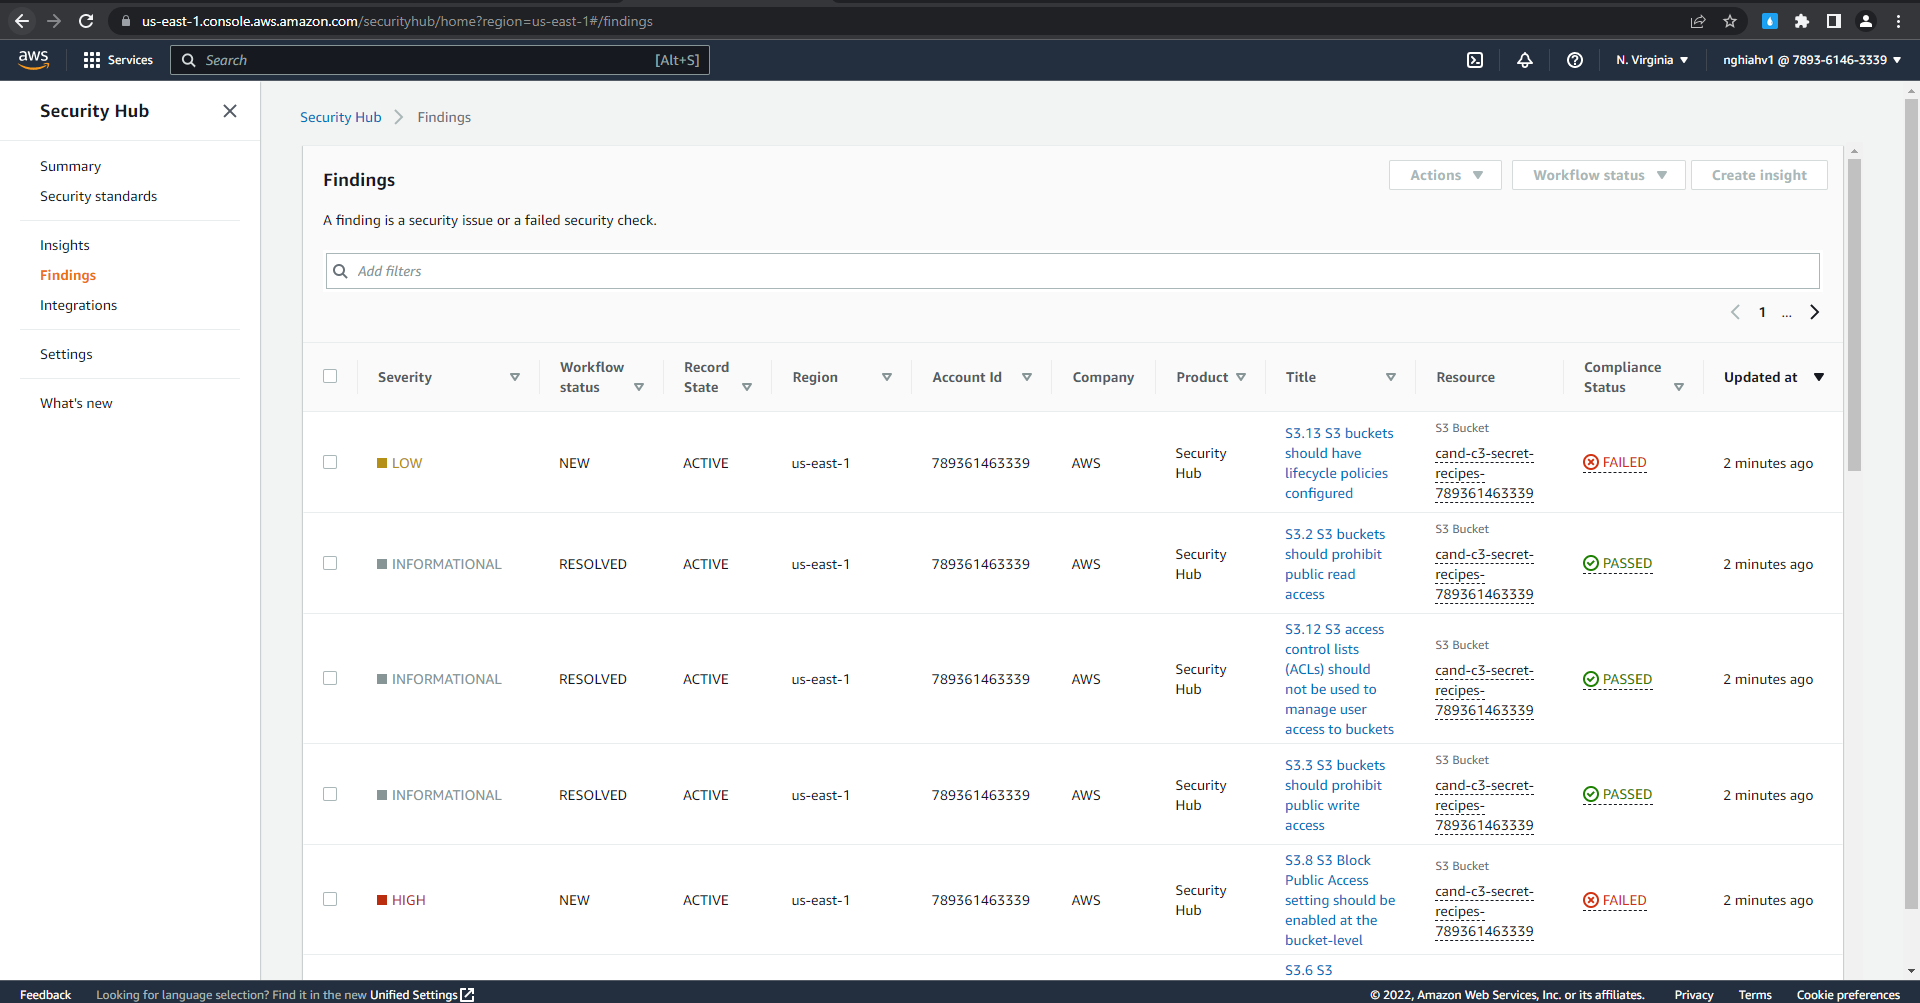 us-east-1.console.aws.amazon.com/securityhub/home?region=us-east-1#/findings
aws
Services
Search
[Alt+S]
N. Virginia
nghiahv1 @ 7893-6146-3339
Security Hub
Summary
Security standards
Insights
Findings
Integrations
Settings
What's new
Security Hub
Findings
Findings
Actions
Workflow status
Create insight
A finding is a security issue or a failed security check.
Add filters
1
...
Severity
Workflow
status
Record
State
Region
Account Id
Company
Product
Title
Resource
Compliance
Status
Updated at
LOW
NEW
ACTIVE
us-east-1
789361463339
AWS
Security
Hub
S3.13 S3 buckets
should have
lifecycle policies
configured
S3 Bucket
cand-c3-secret-
recipes-
789361463339
FAILED
2 minutes ago
INFORMATIONAL
RESOLVED
ACTIVE
us-east-1
789361463339
AWS
Security
Hub
S3.2 S3 buckets
should prohibit
public read
access
S3 Bucket
cand-c3-secret-
recipes-
789361463339
PASSED
2 minutes ago
INFORMATIONAL
RESOLVED
ACTIVE
us-east-1
789361463339
AWS
Security
Hub
S3.12 S3 access
control lists
(ACLs) should
not be used to
manage user
access to buckets
S3 Bucket
cand-c3-secret-
recipes-
789361463339
PASSED
2 minutes ago
INFORMATIONAL
RESOLVED
ACTIVE
us-east-1
789361463339
AWS
Security
Hub
S3.3 S3 buckets
should prohibit
public write
access
S3 Bucket
cand-c3-secret-
recipes-
789361463339
PASSED
2 minutes ago
HIGH
NEW
ACTIVE
us-east-1
789361463339
AWS
Security
Hub
S3.8 S3 Block
Public Access
setting should be
enabled at the
bucket-level
S3 Bucket
cand-c3-secret-
recipes-
789361463339
FAILED
2 minutes ago
S3.6 S3
Feedback
Looking for language selection? Find it in the new Unified Settings
© 2022, Amazon Web Services, Inc. or its affiliates.
Privacy
Terms
Cookie preferences